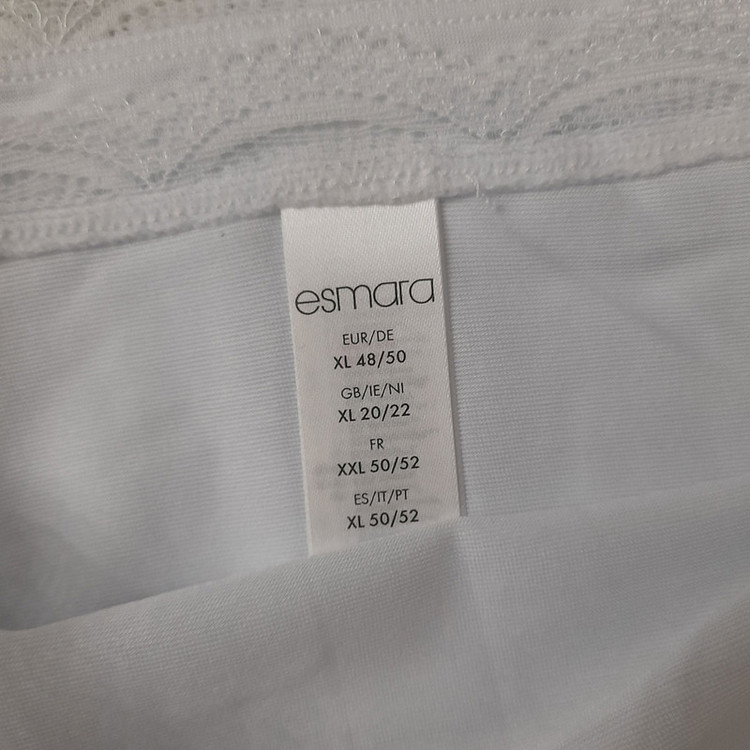 esmara
EUR/DE
XL 48/50
GB/IE/NI
XL 20/22
FR
XXL 50/52
ES/IT/PT
XL 50/52